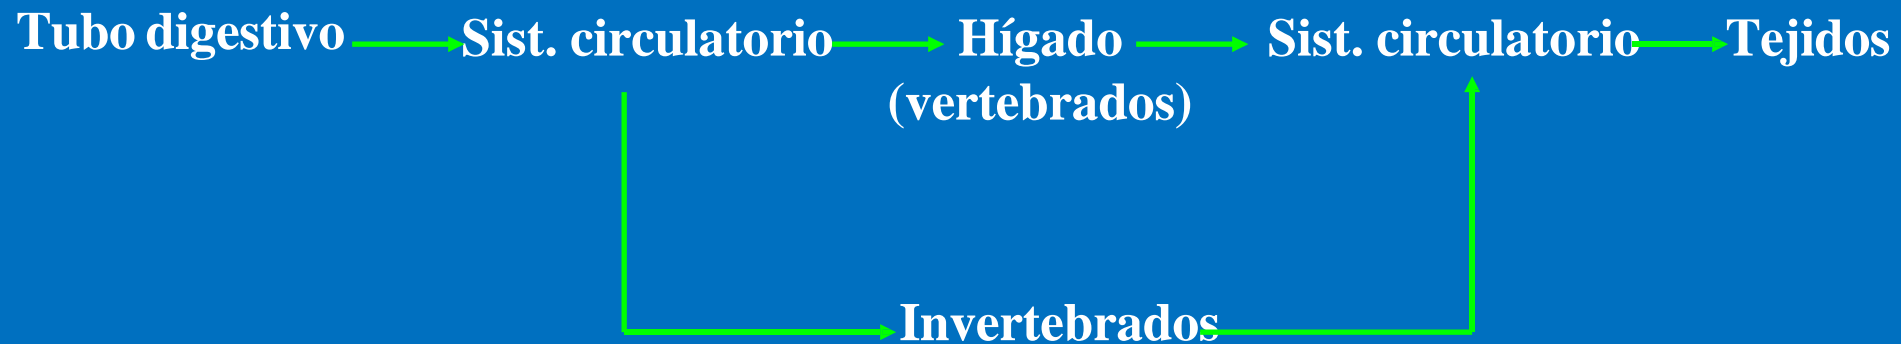 Tubo digestivo Sist. circulatorio Hígado Sist. circulatorio Tejidos
(vertebrados)
Invertebrados